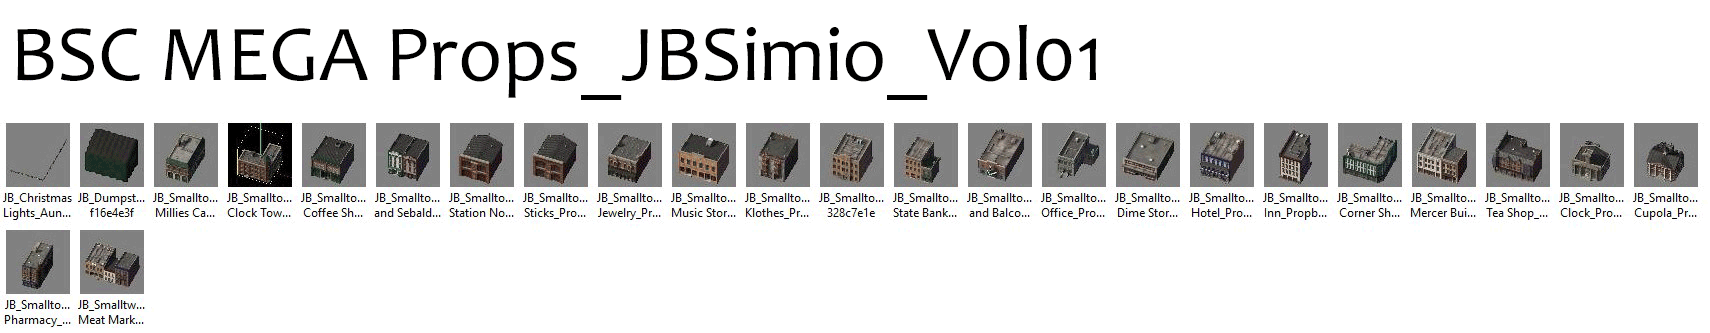 BSC MEGA Props_JBSimio_Vol01
JB_Christmas JB_Dumpst... JB_Smallto... JB_Smallto... JB_Smallto... JB_Smallto... JB_Smallto... JB_Smallto... JB_Smallto... JB_Smallto... JB_Smallto... JB_Smallto... JB_Smallto... JB_Smallto... JB_Smallto... JB_Smallto... JB_Smallto... JB_Smallto... JB_Smallto... JB_Smallto... JB_Smallto... JB_Smallto... JB_Smallto...
Lights_Aun... f16e4e3f Millies Ca... Clock Tow... Coffee Sh... and Sebald... Station No... Sticks_Pro... Jewelry_Pr... Music Stor... Klothes_Pr... 328c7e1e State Bank... and Balco... Office_Pro... Dime Stor... Hotel_Pro... Inn_Propb... Corner Sh... Mercer Bui... Tea Shop_... Clock_Pro... Cupola_Pr...
JB_Smallto... JB_Smalltw...
Pharmacy_... Meat Mark...